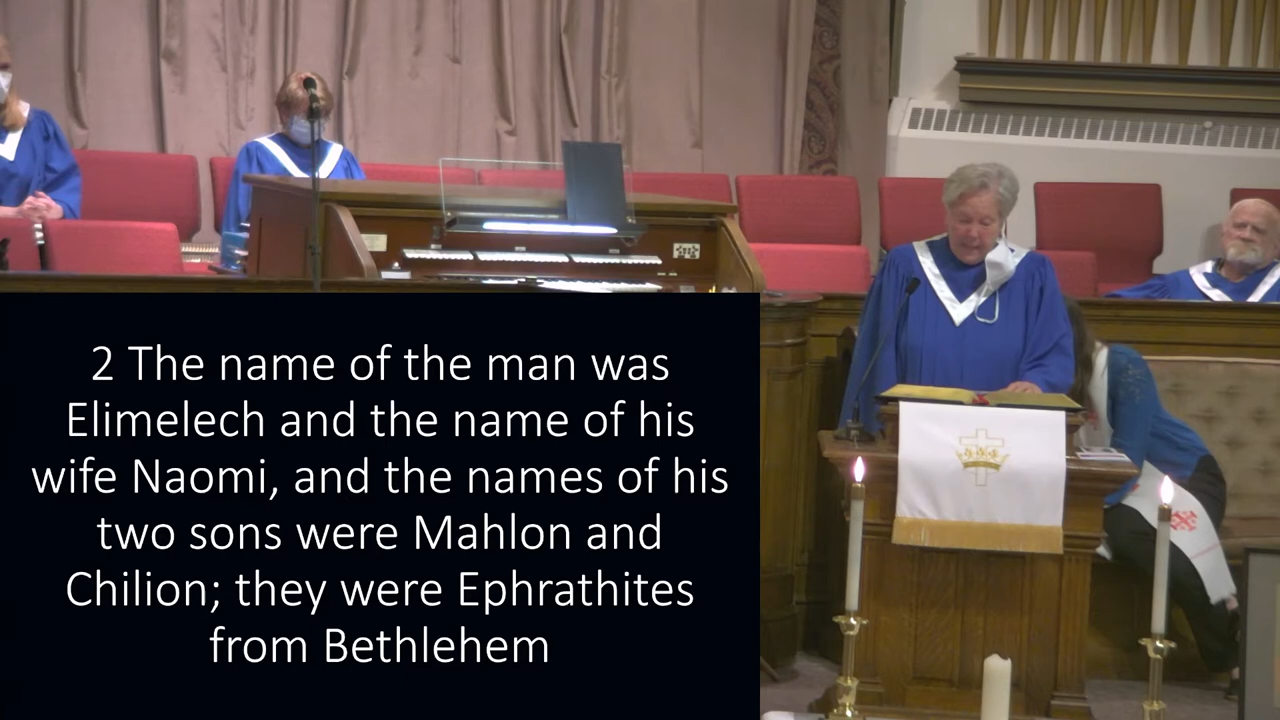 2 The name of the man was
Elimelech and the name of his
wife Naomi, and the names of his
two sons were Mahlon and
Chilion; they were Ephrathites
from Bethlehem